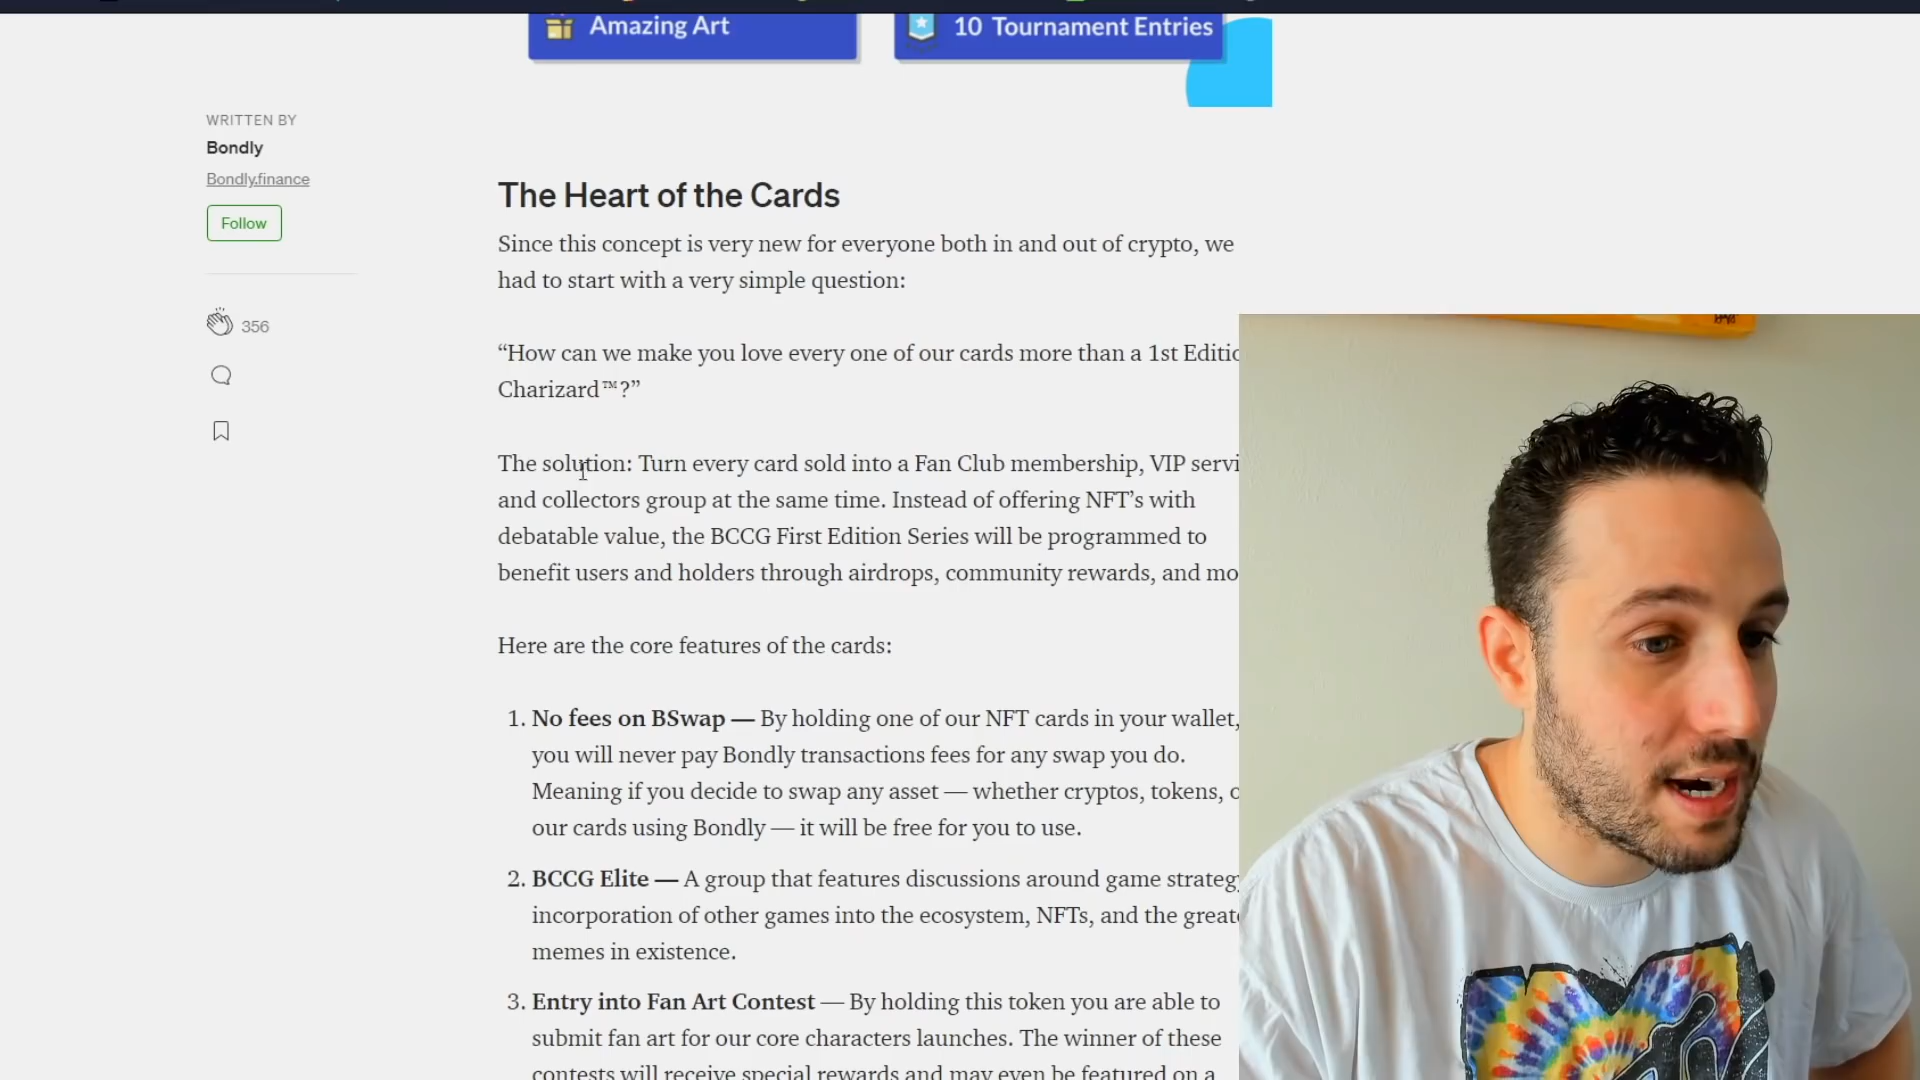 Amazing Art
10 Tournament Entries
WRITTEN BY
Bondly
Bondly.finance
Follow
356
The Heart of the Cards
Since this concept is very new for everyone both in and out of crypto, we
had to start with a very simple question:
“How can we make you love every one of our cards more than a 1st Editio
Charizard™?”
The solution: Turn every card sold into a Fan Club membership, VIP servi
and collectors group at the same time. Instead of offering NFT’s with
debatable value, the BCCG First Edition Series will be programmed to
benefit users and holders through airdrops, community rewards, and mo
Here are the core features of the cards:
1. No fees on BSwap — By holding one of our NFT cards in your wallet,
you will never pay Bondly transactions fees for any swap you do.
Meaning if you decide to swap any asset — whether cryptos, tokens, o
our cards using Bondly — it will be free for you to use.
2. BCCG Elite — A group that features discussions around game strategy
incorporation of other games into the ecosystem, NFTs, and the greate
memes in existence.
3. Entry into Fan Art Contest — By holding this token you are able to
submit fan art for our core characters launches. The winner of these
contests will receive special rewards and may even be featured on a